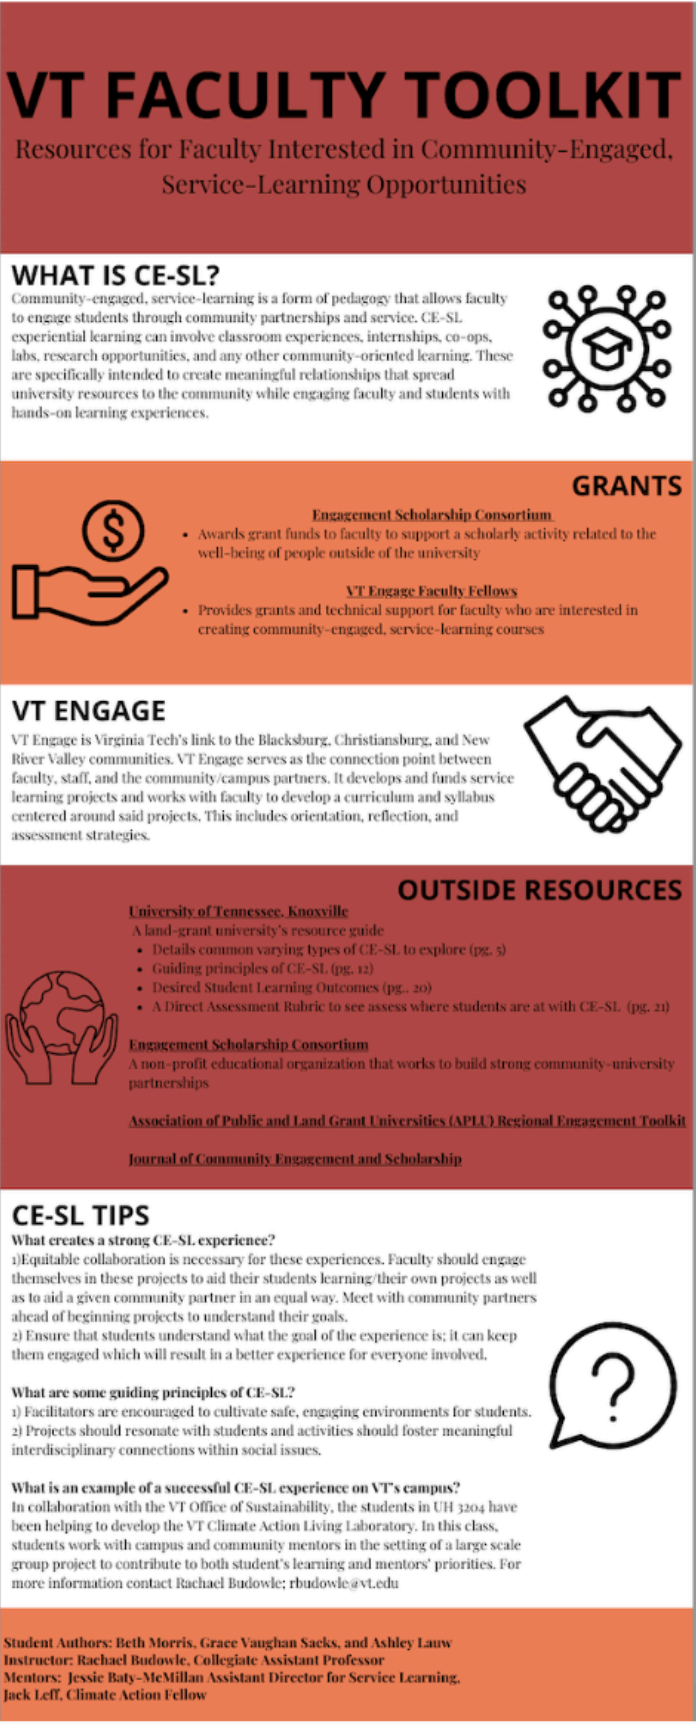 VT FACULTY TOOLKIT
Resources for Faculty Interested in Community-Engaged,
Service-Learning Opportunities
WHAT IS CE-SL?
Community-engaged, service-learning is a form of pedagogy that allows faculty
to engage students through community partnerships and service. CE-SL
experiential learning can involve classroom experiences, internships, co-ops,
labs, research opportunities, and any other community-oriented learning. These
are specifically intended to create meaningful relationships that spread
university resources to the community while engaging faculty and students with
hands-on learning experiences.
GRANTS
Engagement Scholarship Consortium
• Awards grant funds to faculty to support a scholarly activity related to the
well-being of people outside of the university
VT Engage Faculty Fellows
• Provides grants and technical support for faculty who are interested in
creating community-engaged, service-learning courses
VT ENGAGE
VT Engage is Virginia Tech's link to the Blacksburg, Christiansburg, and New
River Valley communities. VT Engage serves as the connection point between
faculty, staff, and the community/campus partners. It develops and funds service
learning projects and works with faculty to develop a curriculum and syllabus
centered around said projects. This includes orientation, reflection, and
assessment strategies.
OUTSIDE RESOURCES
University of Tennessee, Knoxville
A land-grant university's resource guide
• Details common varying types of CE-SL to explore (pg. 5)
• Guiding principles of CE-SL (pg. 12)
• Desired Student Learning Outcomes (pg.. 20)
• A Direct Assessment Rubric to see assess where students are at with CE-SL (pg. 21)
Engagement Scholarship Consortium
A non-profit educational organization that works to build strong community-university
partnerships
Association of Public and Land Grant Universities (APLU) Regional Engagement Toolkit
Journal of Community Engagement and Scholarship
CE-SL TIPS
What creates a strong CE-SL experience?
1)Equitable collaboration is necessary for these experiences. Faculty should engage
themselves in these projects to aid their students learning/their own projects as well
as to aid a given community partner in an equal way. Meet with community partners
ahead of beginning projects to understand their goals.
2) Ensure that students understand what the goal of the experience is; it can keep
them engaged which will result in a better experience for everyone involved.
What are some guiding principles of CE-SL?
1) Facilitators are encouraged to cultivate safe, engaging environments for students.
2) Projects should resonate with students and activities should foster meaningful
interdisciplinary connections within social issues.
What is an example of a successful CE-SL experience on VT's campus?
In collaboration with the VT Office of Sustainability, the students in UH 3204 have
been helping to develop the VT Climate Action Living Laboratory. In this class,
students work with campus and community mentors in the setting of a large scale
group project to contribute to both student's learning and mentors' priorities. For
more information contact Rachael Budowle; rbudowle@vt.edu
Student Authors: Beth Morris, Grace Vaughan Sacks, and Ashley Lauw
Instructor: Rachael Budowle, Collegiate Assistant Professor
Mentors: Jessie Baty-McMillan Assistant Director for Service Learning,
Jack Leff, Climate Action Fellow